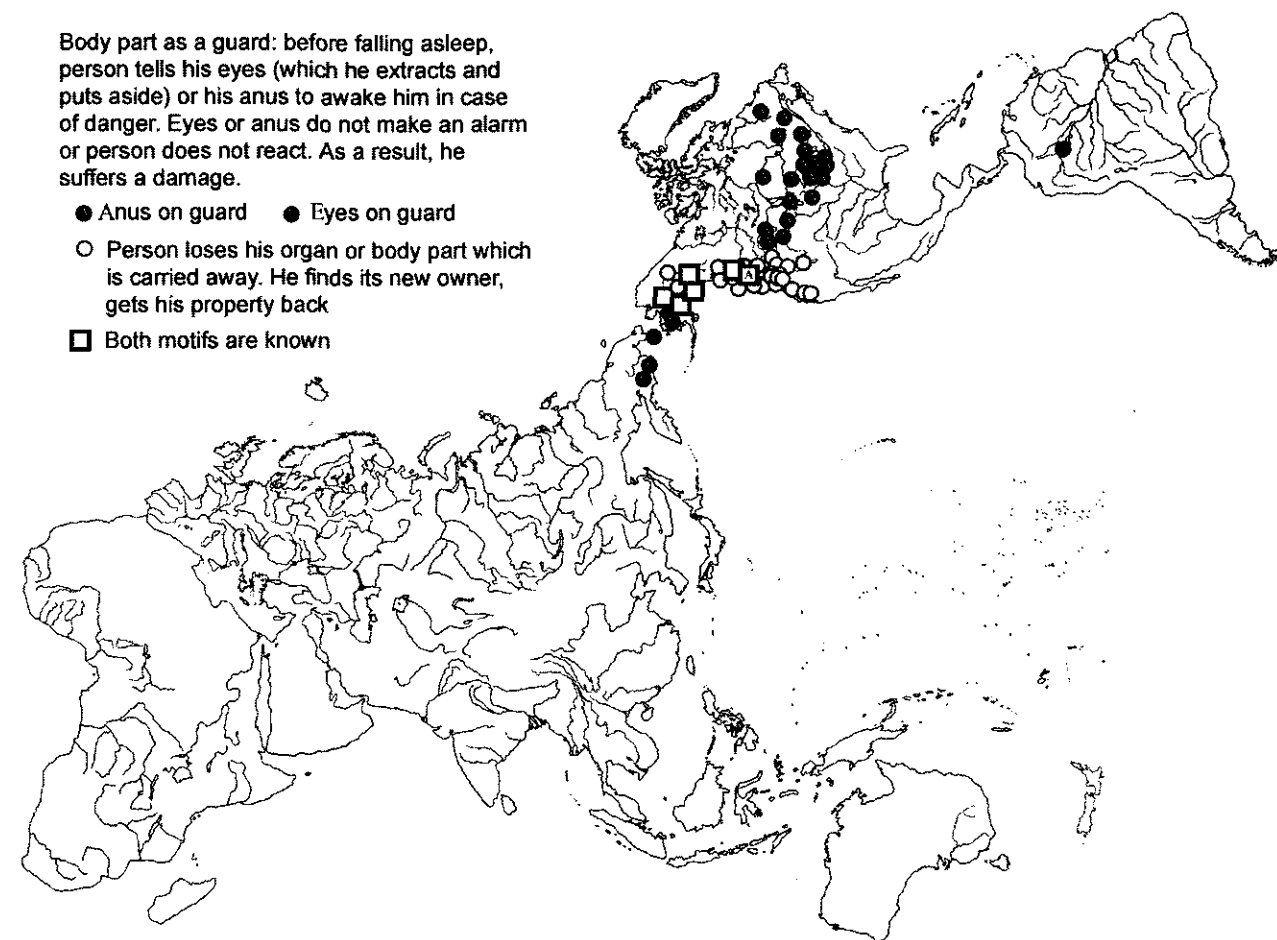 Body part as a guard: before falling asleep,
person tells his eyes (which he extracts and
puts aside) or his anus to awake him in case
of danger. Eyes or anus do not make an alarm
or person does not react. As a result, he
suffers a damage.
Anus on guard Eyes on guard
Person loses his organ or body part which
is carried away. He finds its new owner,
gets his property back
Both motifs are known
A